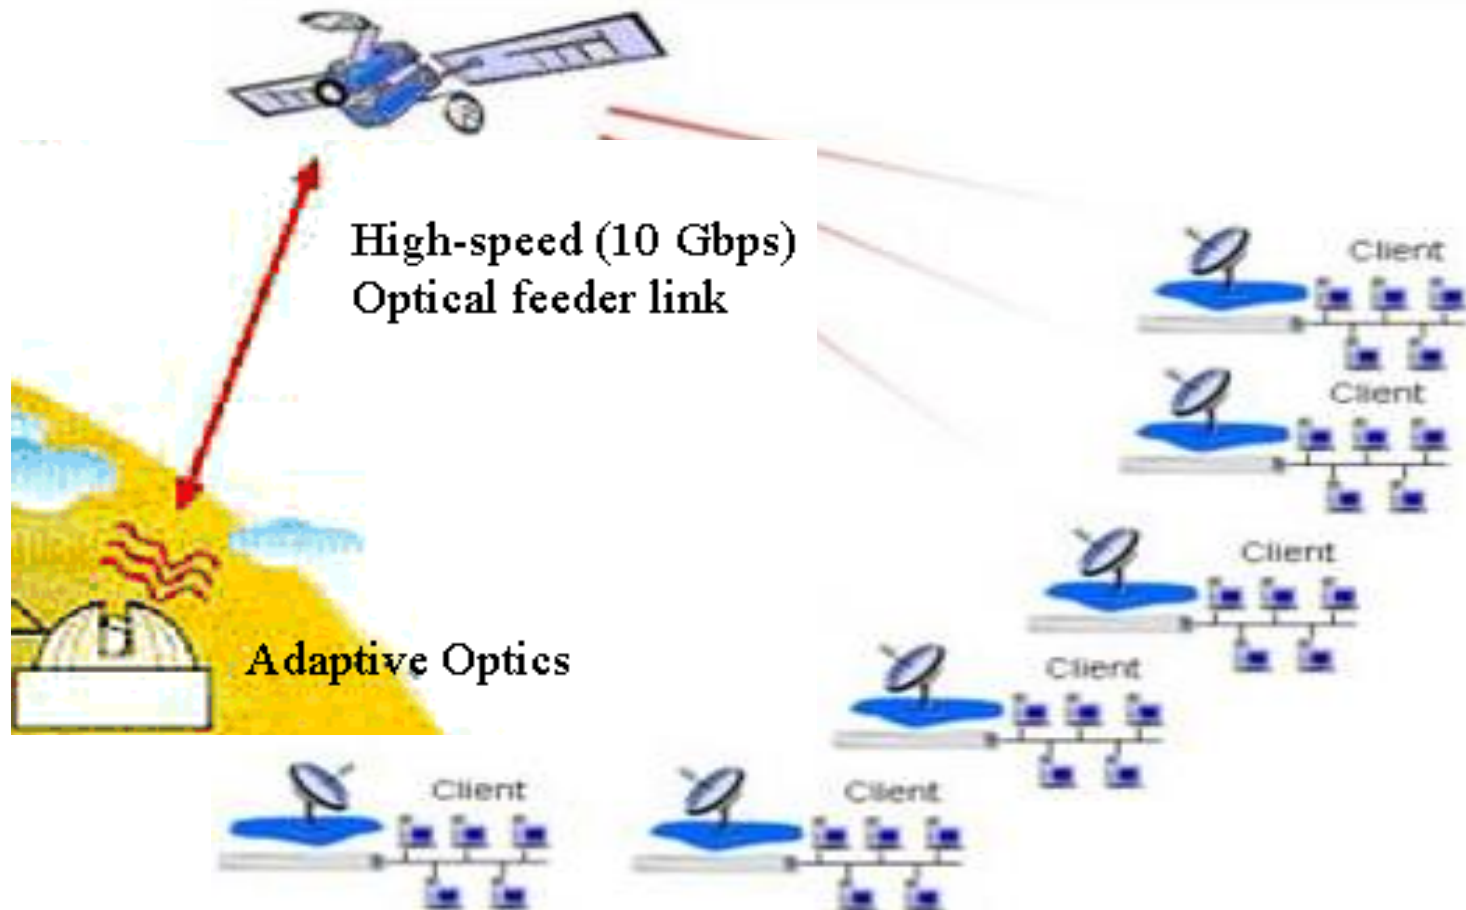 High-speed (10 Gbps)
Optical feeder link
Client
Client
Client
Adaptive Optics
Client
Client
Client